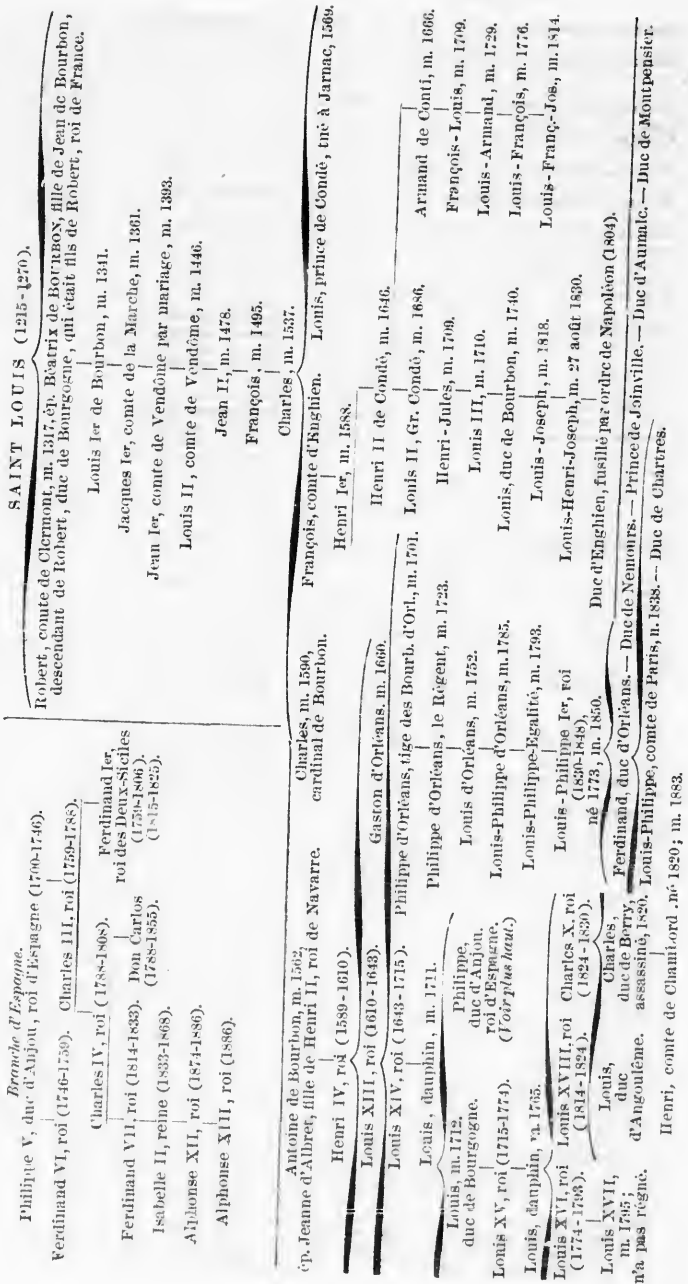 SAINT LOUIS (1215-1270).
Robert, comte de Clermont, m. 1317, ép. Béatrix de BOURBON, fille de Jean de Bourbon,
descendant de Robert, duc de Bourgogne, qui était fils de Robert, roi de France.
Louis Ier de Bourbon, m. 1341.
Jacques Ier, comte de la Marche, m. 1361.
Jean Ier, comte de Vendôme par mariage, m. 1393.
Louis II, comte de Vendôme, m. 1446.
Jean II, m. 1478.
François, m. 1495.
Charles, m. 1527.
Branche d'Espagne.
Philippe V, duc d'Anjou, roi d'Espagne (1700-1746).
Ferdinand VI, roi (1746-1759).
Charles III, roi (1759-1788).
Charles IV, roi (1788-1808).
Ferdinand Ier,
roi des Deux-Siciles
(1759-1806).
(1815-1825).
Ferdinand VII, roi (1814-1833).
Don Carlos
(1788-1855).
Isabelle II, reine (1833-1868).
Alphonse XII, roi (1874-1886).
Alphonse XIII, roi (1886).
Antoine de Bourbon, m. 1562,
ép. Jeanne d'Albret, fille de Henri II, roi de Navarre.
Charles, m. 1590,
cardinal de Bourbon.
François, comte d'Enghien.
Louis, prince de Condé, tué à Jarnac, 1569.
Henri IV, roi (1589-1610).
Henri Ier, m. 1588.
Louis XIII, roi (1610-1643)
Gaston d'Orléans, m. 1660.
Henri II de Condé, m. 1646.
Armand de Conti, m. 1666.
Louis XIV, roi (1643-1715).
Philippe d'Orléans, tige des Bourb. d'Orl., m. 1701.
Louis II, Gr. Condé, m. 1686.
François-Louis, m. 1709.
Louis, dauphin, m. 1711.
Philippe d'Orléans, le Régent, m. 1723.
Henri-Jules, m. 1709.
Louis-Armand, m. 1729.
Louis, m. 1712,
duc de Bourgogne.
Philippe,
duc d'Anjou.
roi d'Espagne.
(Voir plus haut.)
Louis d'Orléans, m. 1752.
Louis III, m. 1710.
Louis-François, m. 1776.
Louis XV, roi (1715-1774).
Louis-Philippe d'Orléans, m. 1785.
Louis, duc de Bourbon, m. 1740.
Louis-Franç.-Jos., m. 1814.
Louis, dauphin, m. 1765.
Louis-Philippe-Egalité, m. 1793.
Louis-Joseph, m. 1818.
Louis XVI, roi
(1774-1793).
Louis XVIII, roi
(1814-1824).
Charles X, roi
(1824-1830).
Louis-Philippe Ier, roi
(1830-1848),
né 1773, m. 1850.
Louis-Henri-Joseph, m. 27 août 1830.
Duc d'Enghien, fusillé par ordre de Napoléon (1804).
Louis XVII,
m. 1795;
n'a pas régné.
Louis,
duc
d'Angoulême.
Charles,
duc de Berry,
assassiné, 1820.
Ferdinand, duc d'Orléans. — Duc de Nemours. — Prince de Joinville. — Duc d'Aumale. — Duc de Montpensier.
Louis-Philippe, comte de Paris, n. 1838. — Duc de Chartres.
Henri, comte de Chambord, né 1820; m. 1883.